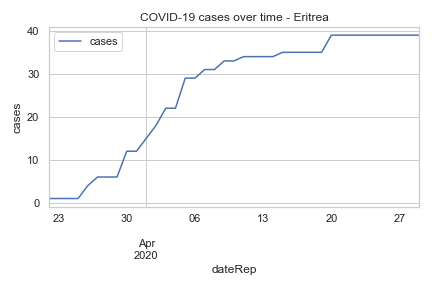 COVID-19 cases over time - Eritrea
cases
40
30
20
10
0
cases
23 30 06 13 20 27
Apr
2020
dateRep